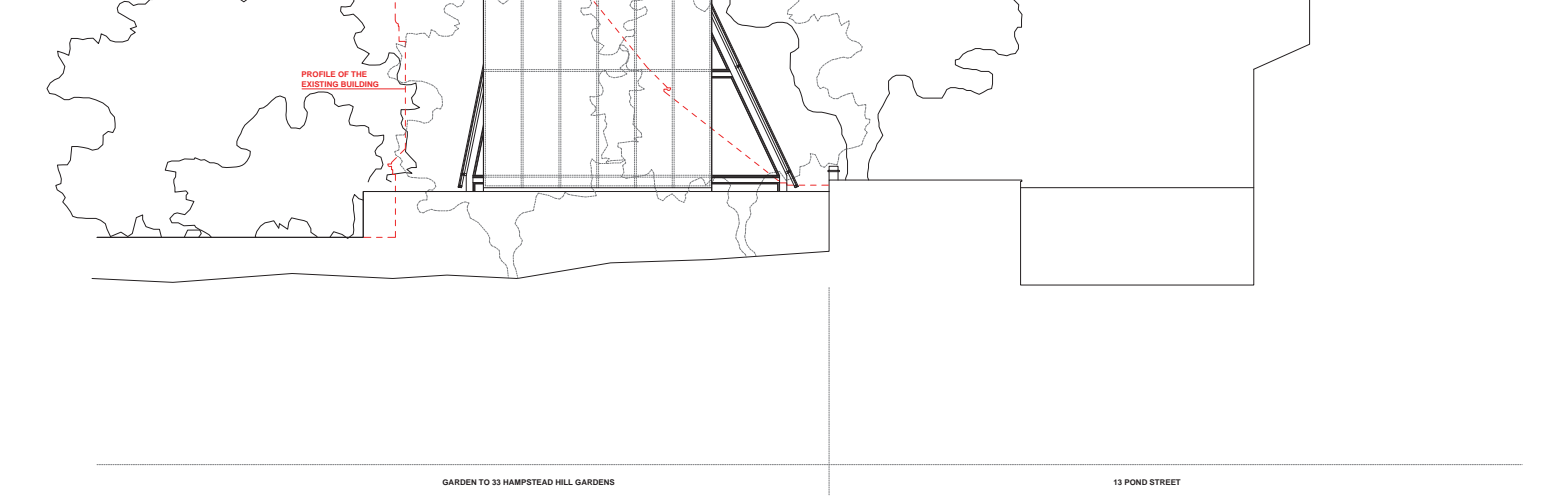 PROFILE OF THE
EXISTING BUILDING
GARDEN TO 33 HAMPSTEAD HILL GARDENS
13 POND STREET